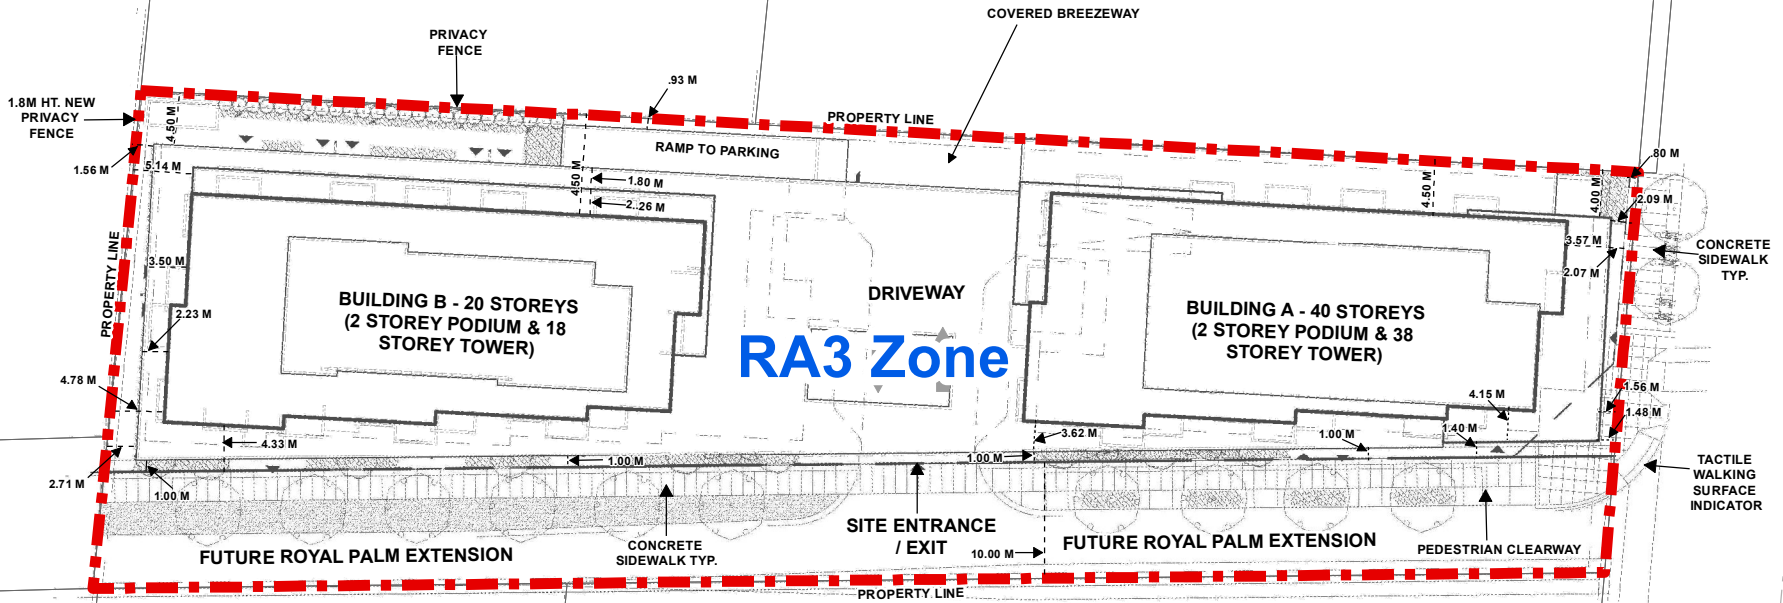 COVERED BREEZEWAY
PRIVACY
FENCE
.93 M
1.8M HT. NEW
PRIVACY
FENCE
4.50 M
PROPERTY LINE
RAMP TO PARKING
.80 M
1.56 M
5.14 M
4.50 M
1.80 M
2.26 M
4.50 M
4.00 M
2.09 M
PROPERTY LINE
3.50 M
3.57 M
2.07 M
CONCRETE
SIDEWALK
TYP.
2.23 M
BUILDING B - 20 STOREYS
(2 STOREY PODIUM & 18
STOREY TOWER)
DRIVEWAY
BUILDING A - 40 STOREYS
(2 STOREY PODIUM & 38
STOREY TOWER)
RA3 Zone
4.78 M
4.15 M
1.56 M
1.48 M
4.33 M
3.62 M
1.00 M
1.40 M
1.00 M
1.00 M
2.71 M
1.00 M
TACTILE
WALKING
SURFACE
INDICATOR
SITE ENTRANCE
/ EXIT
FUTURE ROYAL PALM EXTENSION
CONCRETE
SIDEWALK TYP.
10.00 M
FUTURE ROYAL PALM EXTENSION
PEDESTRIAN CLEARWAY
PROPERTY LINE